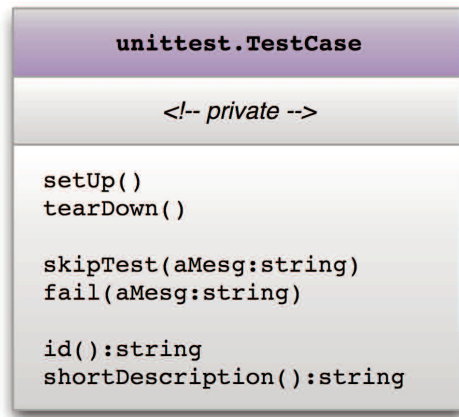 unittest.TestCase
<!-- private -->
setUp()
tearDown()
skipTest(aMesg:string)
fail(aMesg:string)
id():string
shortDescription():string